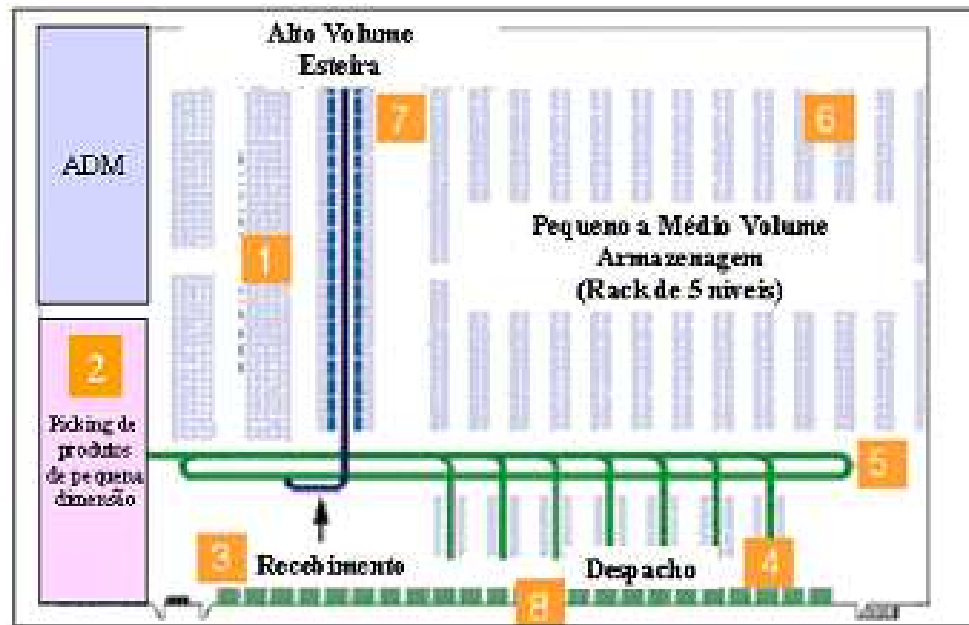 Alto Volume
Esteira
ADM
7
6
1
Pequeno a Médio Volume
Armazenagem
(Rack de 5 níveis)
2
Picking de
produtos
de pequena
dimensão
5
3
Recebimento
Despacho
4
8